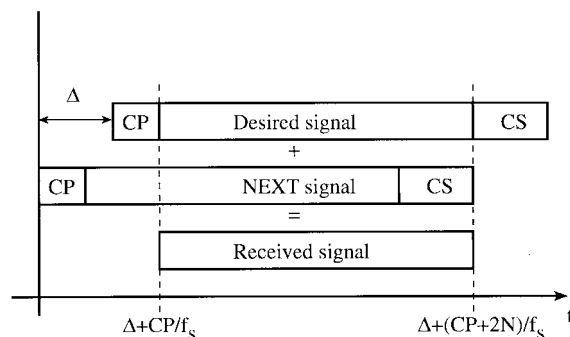 Δ
CP Desired signal CS
+
CP NEXT signal CS
=
Received signal
t
Δ+CP/fS Δ+(CP+2N)/fS